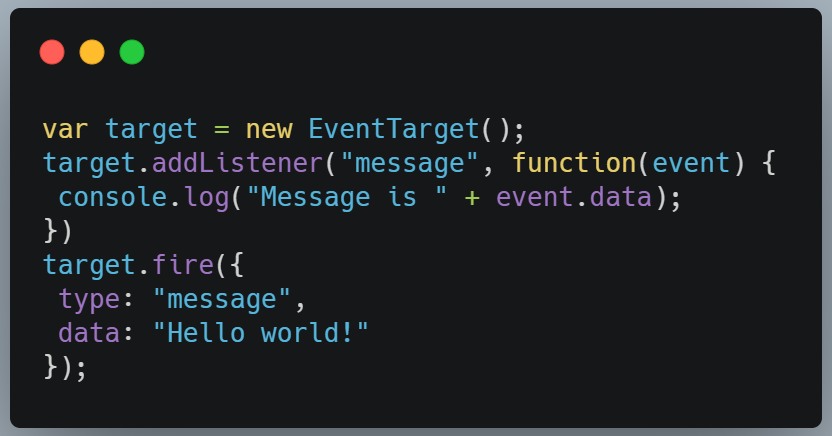 var target = new EventTarget();
target.addListener("message", function(event) {
 console.log("Message is " + event.data);
})
target.fire({
 type: "message",
 data: "Hello world!"
});